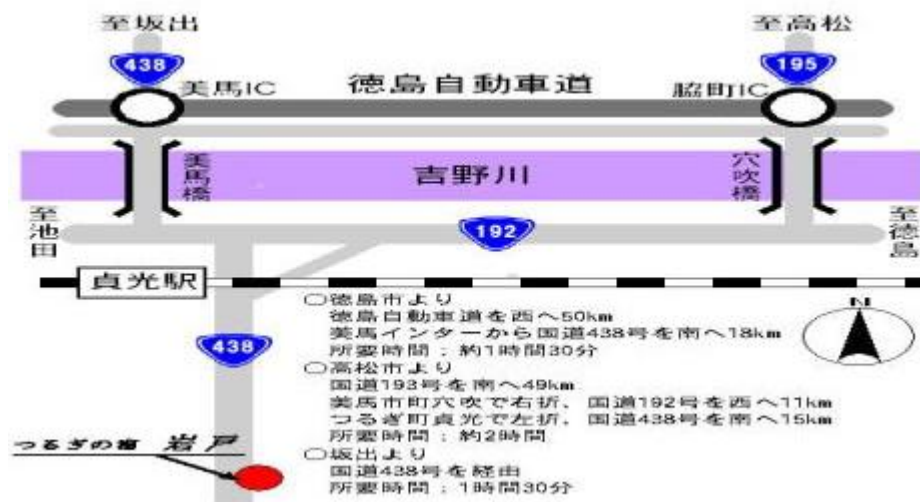 至坂出
至高松
438
195
美馬IC
徳島自動車道
脇町IC
美馬橋
吉野川
穴吹橋
至池田
192
至徳島
貞光駅
438
○徳島市より
徳島自動車道を西へ50km
美馬インターから国道438号を南へ18km
所要時間:約1時間30分
○高松市より
国道193号を南へ49km
美馬市町穴吹で右折、国道192号を西へ11km
つるぎ町貞光で左折、国道438号を南へ15km
所要時間:約2時間
○坂出より
国道438号を経由
所要時間:1時間30分
N
つるぎの宿 岩戸